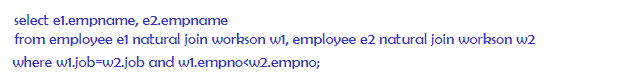 select e1.empname, e2.empname
from employee e1 natural join workson w1, employee e2 natural join workson w2
where w1.job=w2.job and w1.empno<w2.empno;